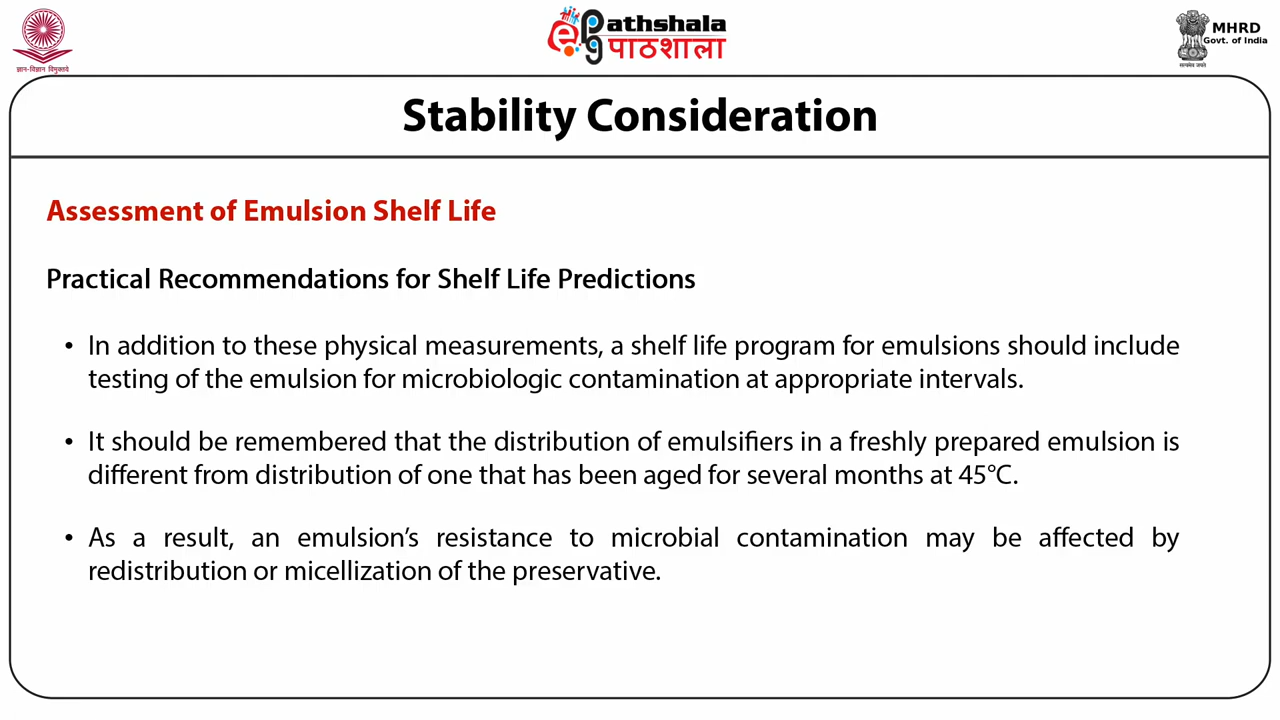 ज्ञान-विज्ञान विमुक्तये
ePathshala
पाठशाला
सत्यमेव जयते
MHRD
Govt. of India
Stability Consideration
Assessment of Emulsion Shelf Life
Practical Recommendations for Shelf Life Predictions
• In addition to these physical measurements, a shelf life program for emulsions should include
testing of the emulsion for microbiologic contamination at appropriate intervals.
• It should be remembered that the distribution of emulsifiers in a freshly prepared emulsion is
different from distribution of one that has been aged for several months at 45°C.
• As a result, an emulsion’s resistance to microbial contamination may be affected by
redistribution or micellization of the preservative.